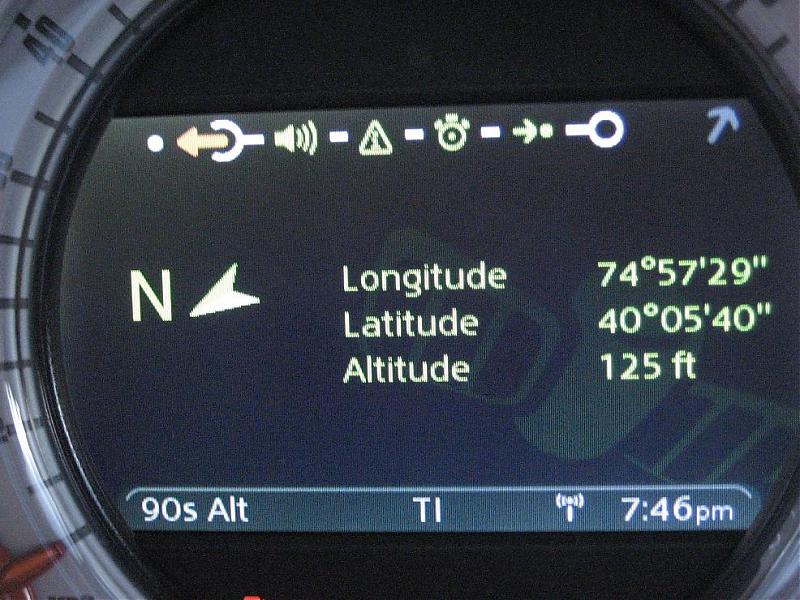 N
Longitude 74°57'29"
Latitude 40°05'40"
Altitude 125 ft
90s Alt TI 7:46pm